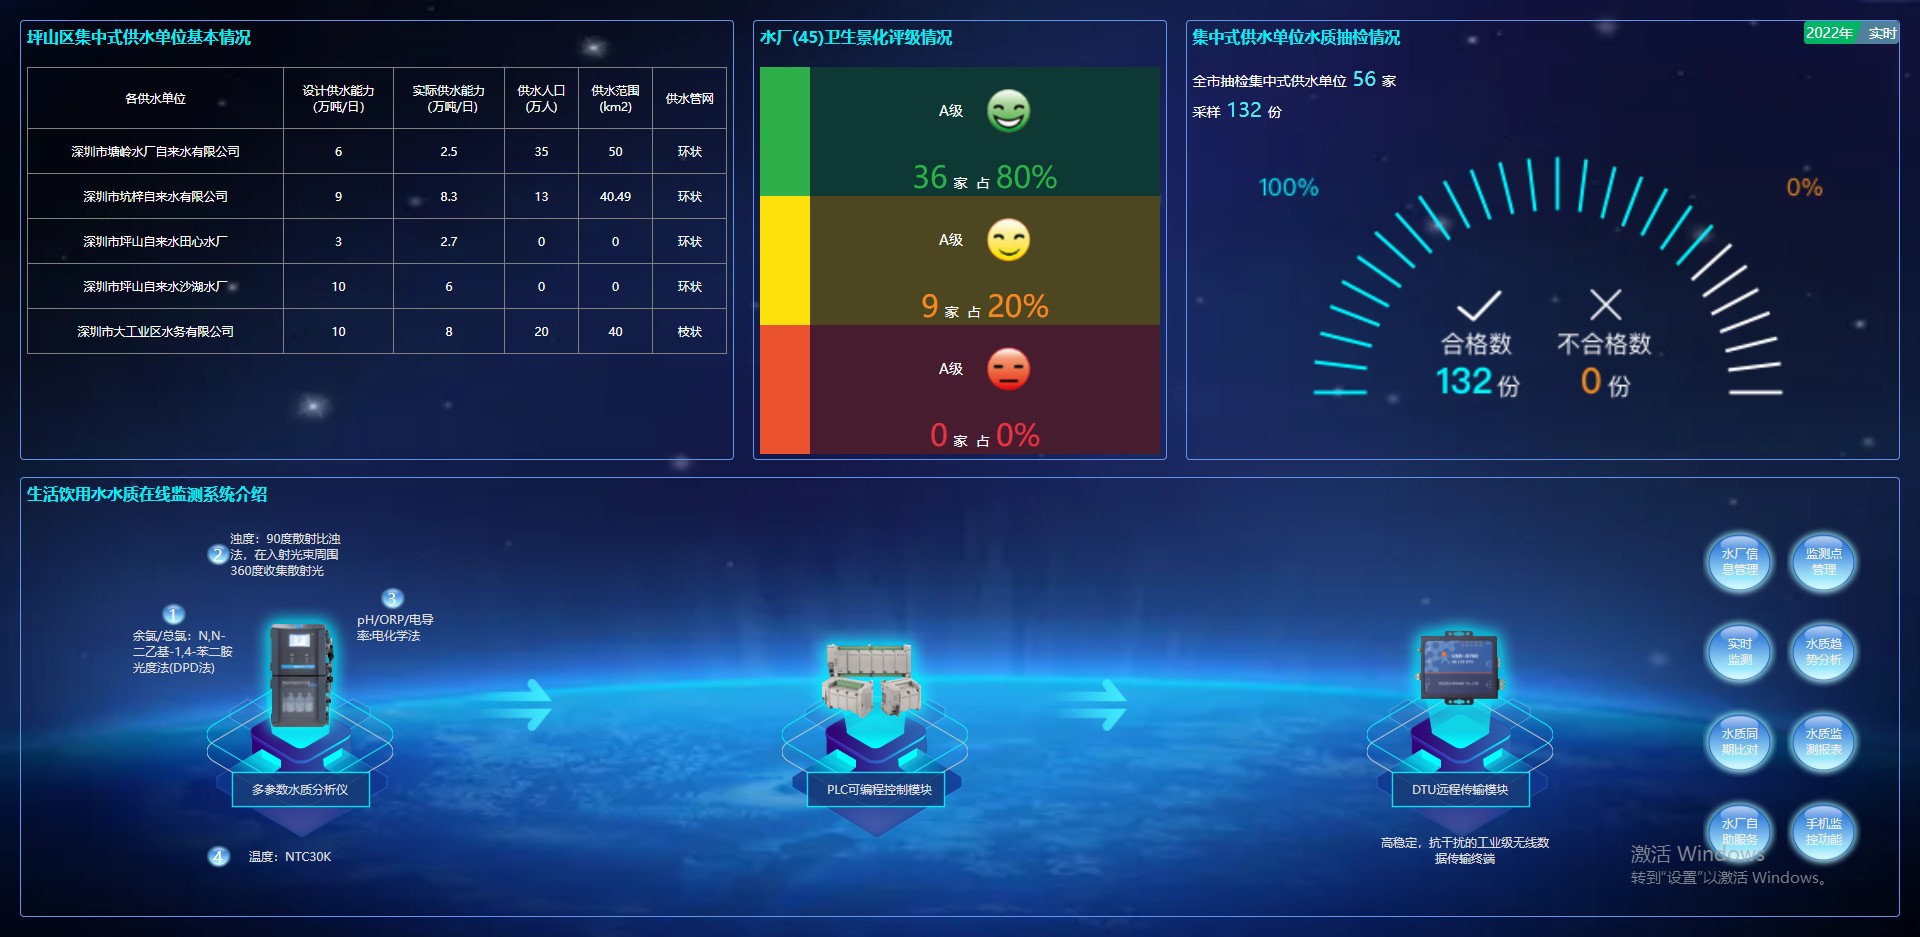 坪山区集中式供水单位基本情况
各供水单位 设计供水能力(万吨/日) 实际供水能力(万吨/日) 供水人口(万人) 供水范围(km2) 供水管网
深圳市塘岭水厂自来水有限公司 6 2.5 35 50 环状
深圳市坑梓自来水有限公司 9 8.3 13 40.49 环状
深圳市坪山自来水田心水厂 3 2.7 0 0 环状
深圳市坪山自来水沙湖水厂 10 6 0 0 环状
深圳市大工业区水务有限公司 10 8 20 40 枝状
水厂(45)卫生景化评级情况
A级
36 家 占 80%
A级
9 家 占 20%
A级
0 家 占 0%
集中式供水单位水质抽检情况
2022年 实时
全市抽检集中式供水单位 56 家
采样 132 份
100% 0%
合格数 不合格数
132 份 0 份
生活饮用水水质在线监测系统介绍
2
浊度：90度散射比浊
法，在入射光束周围
360度收集散射光
1
余氯/总氯：N,N-
二乙基-1,4-苯二胺
光度法(DPD法)
3
pH/ORP/电导
率:电化学法
多参数水质分析仪
4 温度：NTC30K
PLC可编程控制模块
DTU远程传输模块
高稳定，抗干扰的工业级无线数
据传输终端
水厂信
息管理
监测点
管理
实时
监测
水质趋
势分析
水质同
期比对
水质监
测报表
水厂自
助服务
手机监
控功能
激活 Windows
转到"设置"以激活 Windows。